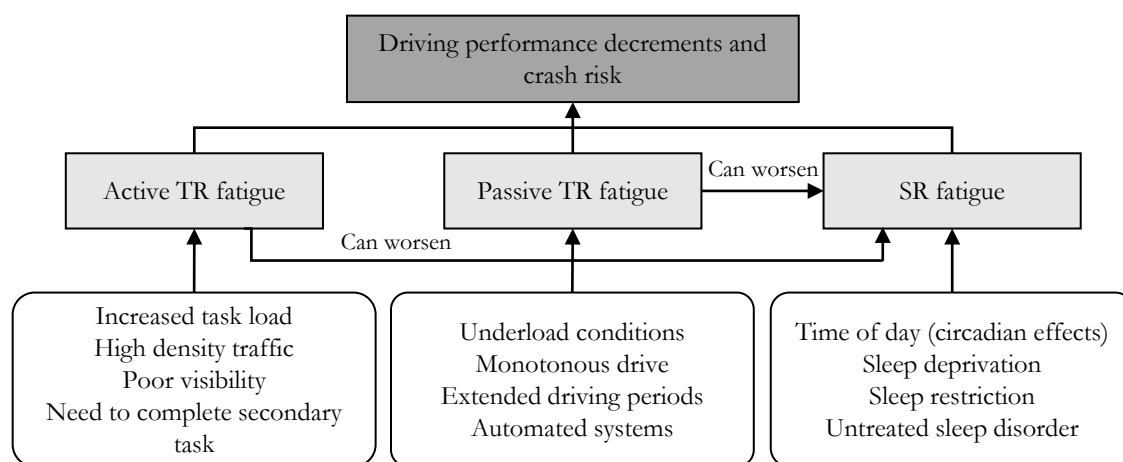 Driving performance decrements and
crash risk
Active TR fatigue
Passive TR fatigue
Can worsen
SR fatigue
Can worsen
Increased task load
High density traffic
Poor visibility
Need to complete secondary
task
Underload conditions
Monotonous drive
Extended driving periods
Automated systems
Time of day (circadian effects)
Sleep deprivation
Sleep restriction
Untreated sleep disorder